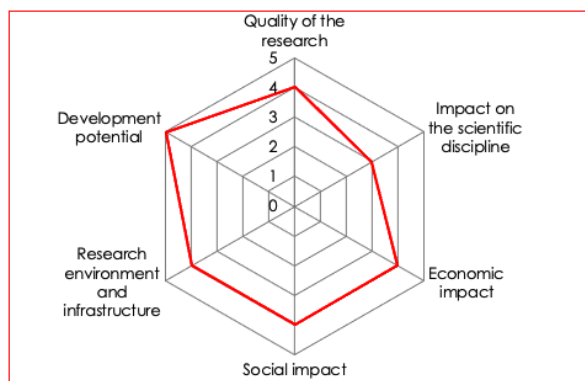 Quality of the
research
5
4
3
2
1
0
Impact on
the scientific
discipline
Economic
impact
Social impact
Research
environment
and
infrastructure
Development
potential